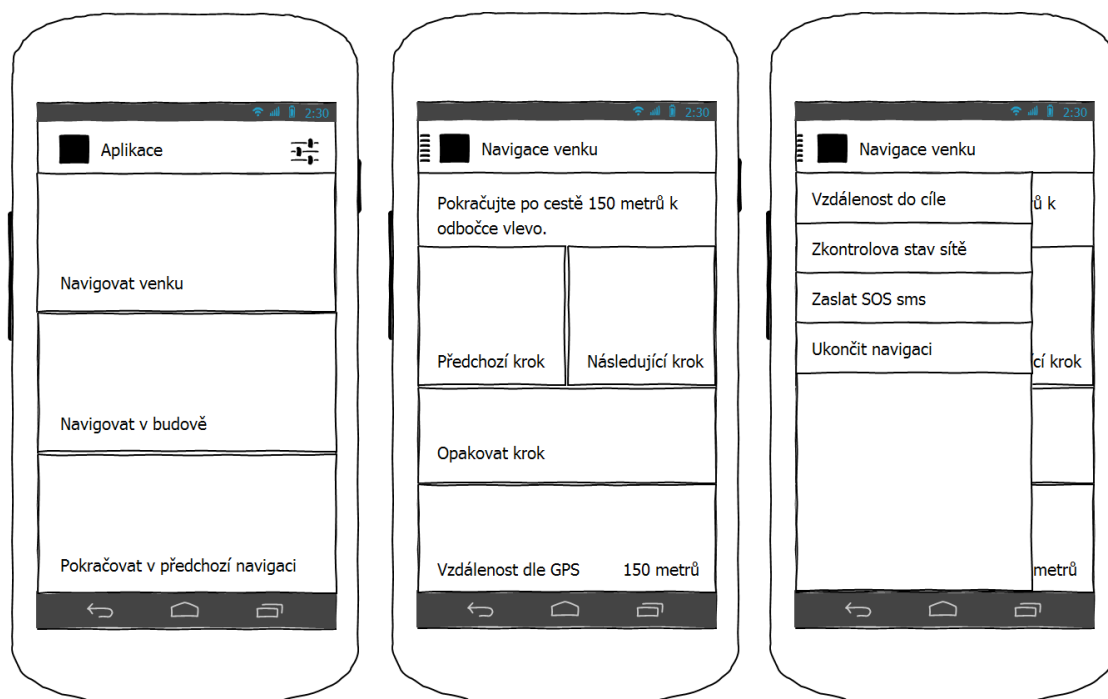 2:30
Aplikace
Navigovat venku
Navigovat v budově
Pokračovat v předchozí navigaci
2:30
Navigace venku
Pokračujte po cestě 150 metrů k
odbočce vlevo.
Předchozí krok
Následující krok
Opakovat krok
Vzdálenost dle GPS 150 metrů
2:30
Navigace venku
Vzdálenost do cíle
ů k
Zkontrolova stav sítě
Zaslat SOS sms
Ukončit navigaci
cí krok
metrů